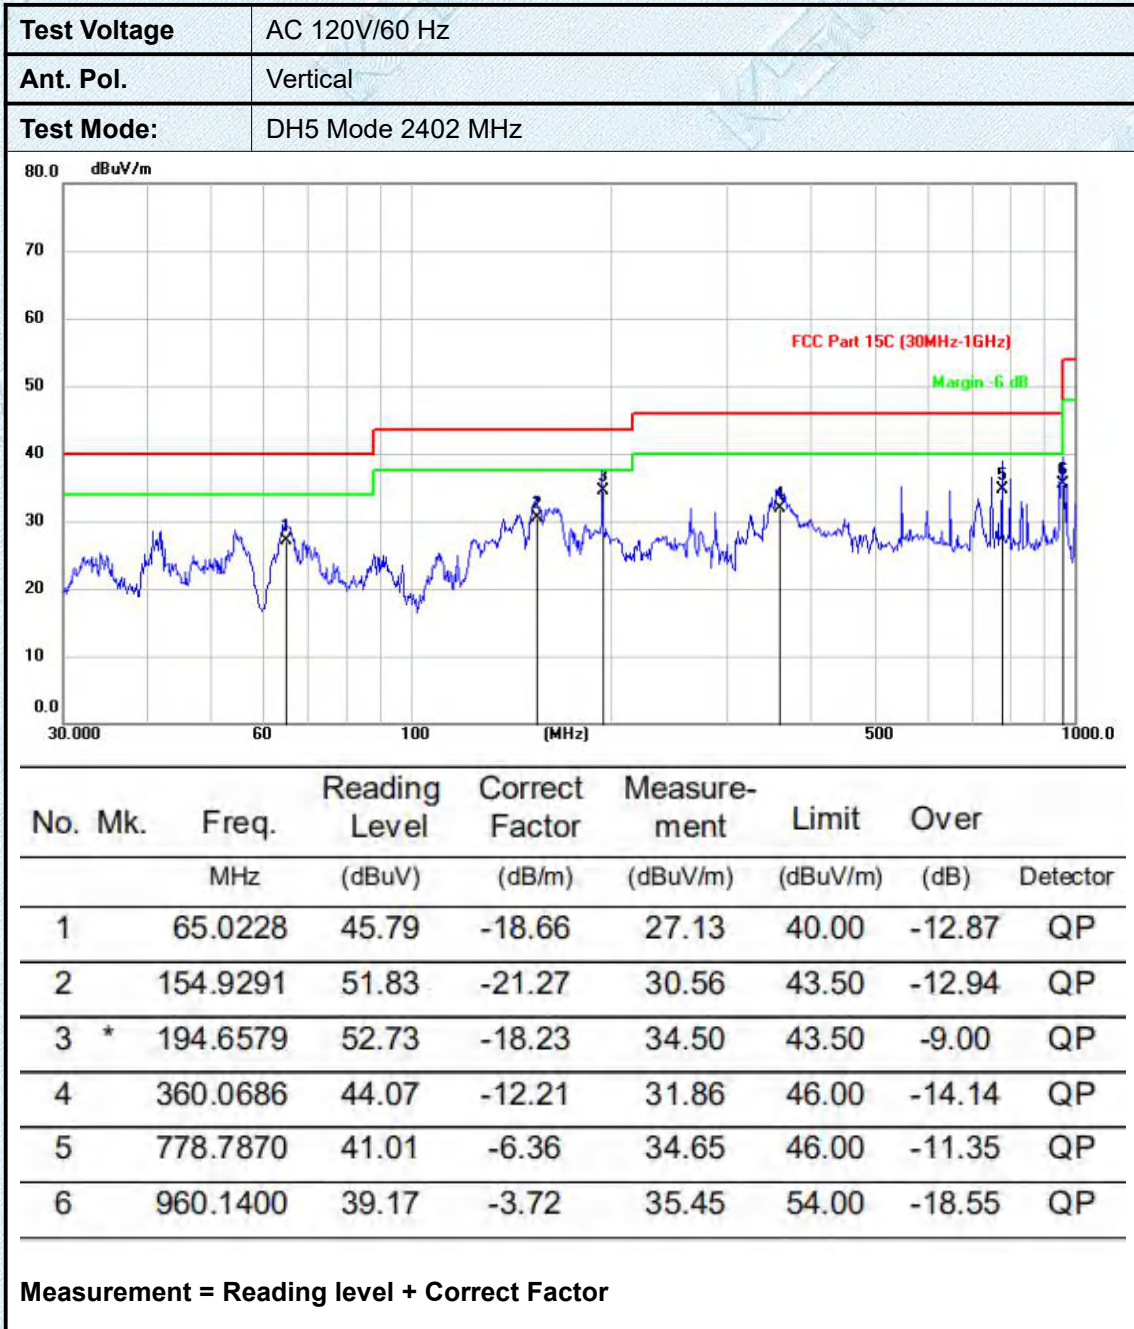 Test Voltage AC 120V/60 Hz
Ant. Pol. Vertical
Test Mode: DH5 Mode 2402 MHz
80.0 dBuV/m
70
60
FCC Part 15C (30MHz-1GHz)
50
Margin -6 dB
40
30
20
10
0.0
1 2 3 4 5 6
30.000 60 100 (MHz) 500 1000.0
No. Mk. Freq. Reading Level Correct Factor Measure-ment Limit Over
MHz (dBuV) (dB/m) (dBuV/m) (dBuV/m) (dB) Detector
1 65.0228 45.79 -18.66 27.13 40.00 -12.87 QP
2 154.9291 51.83 -21.27 30.56 43.50 -12.94 QP
3 * 194.6579 52.73 -18.23 34.50 43.50 -9.00 QP
4 360.0686 44.07 -12.21 31.86 46.00 -14.14 QP
5 778.7870 41.01 -6.36 34.65 46.00 -11.35 QP
6 960.1400 39.17 -3.72 35.45 54.00 -18.55 QP
Measurement = Reading level + Correct Factor